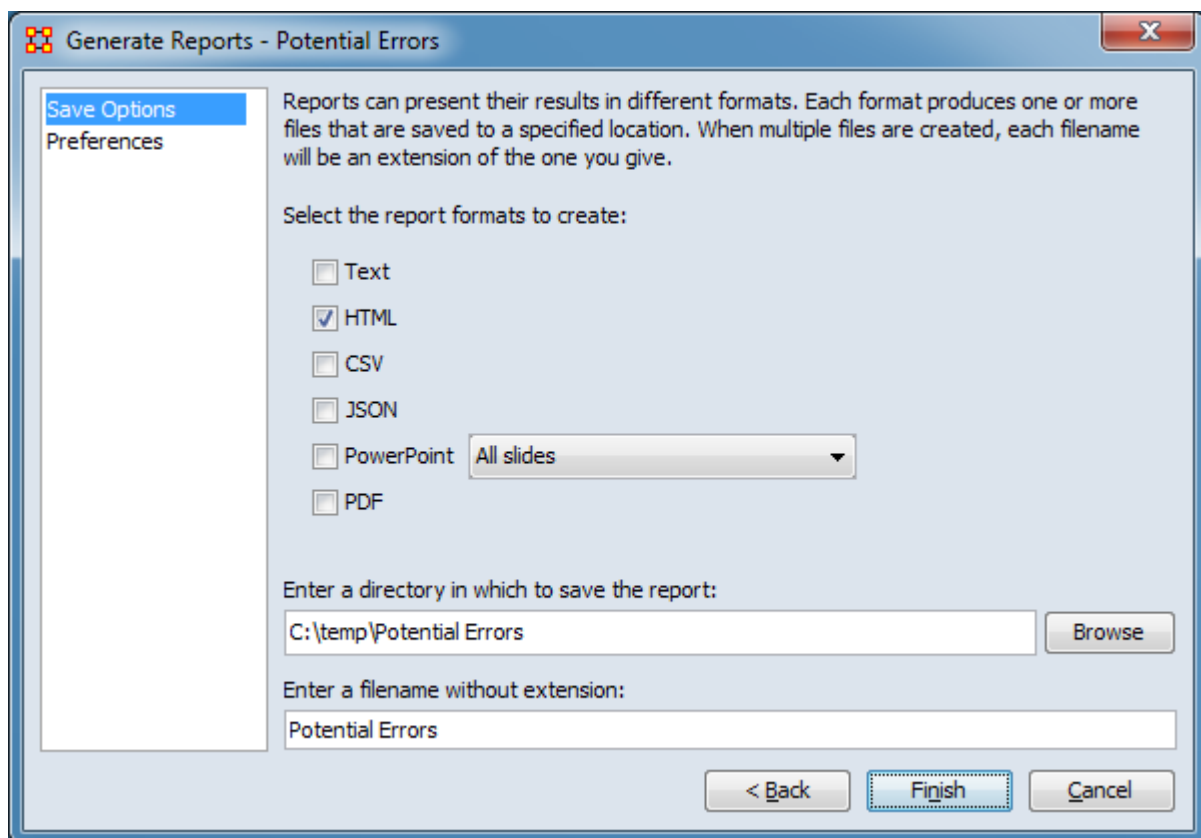 Generate Reports - Potential Errors
Save Options
Preferences
Reports can present their results in different formats. Each format produces one or more
files that are saved to a specified location. When multiple files are created, each filename
will be an extension of the one you give.
Select the report formats to create:
Text
HTML
CSV
JSON
PowerPoint All slides
PDF
Enter a directory in which to save the report:
C:\temp\Potential Errors Browse
Enter a filename without extension:
Potential Errors
< Back Finish Cancel